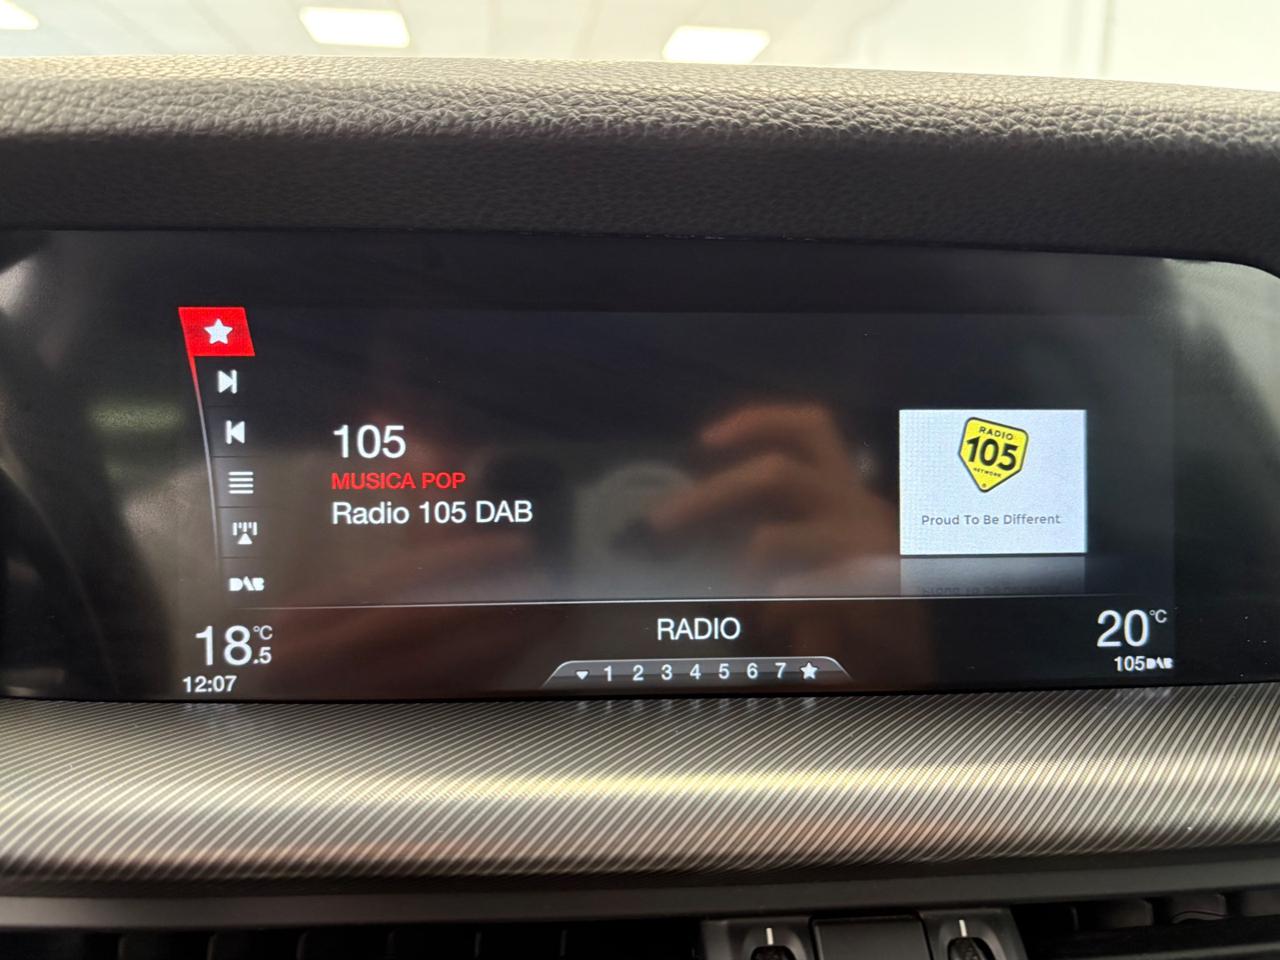 105
MUSICA POP
Radio 105 DAB
RADIO
105
NETWORK
Proud To Be Different
DAB
18.5°C
12:07
RADIO
1 2 3 4 5 6 7
20°C
105DAB